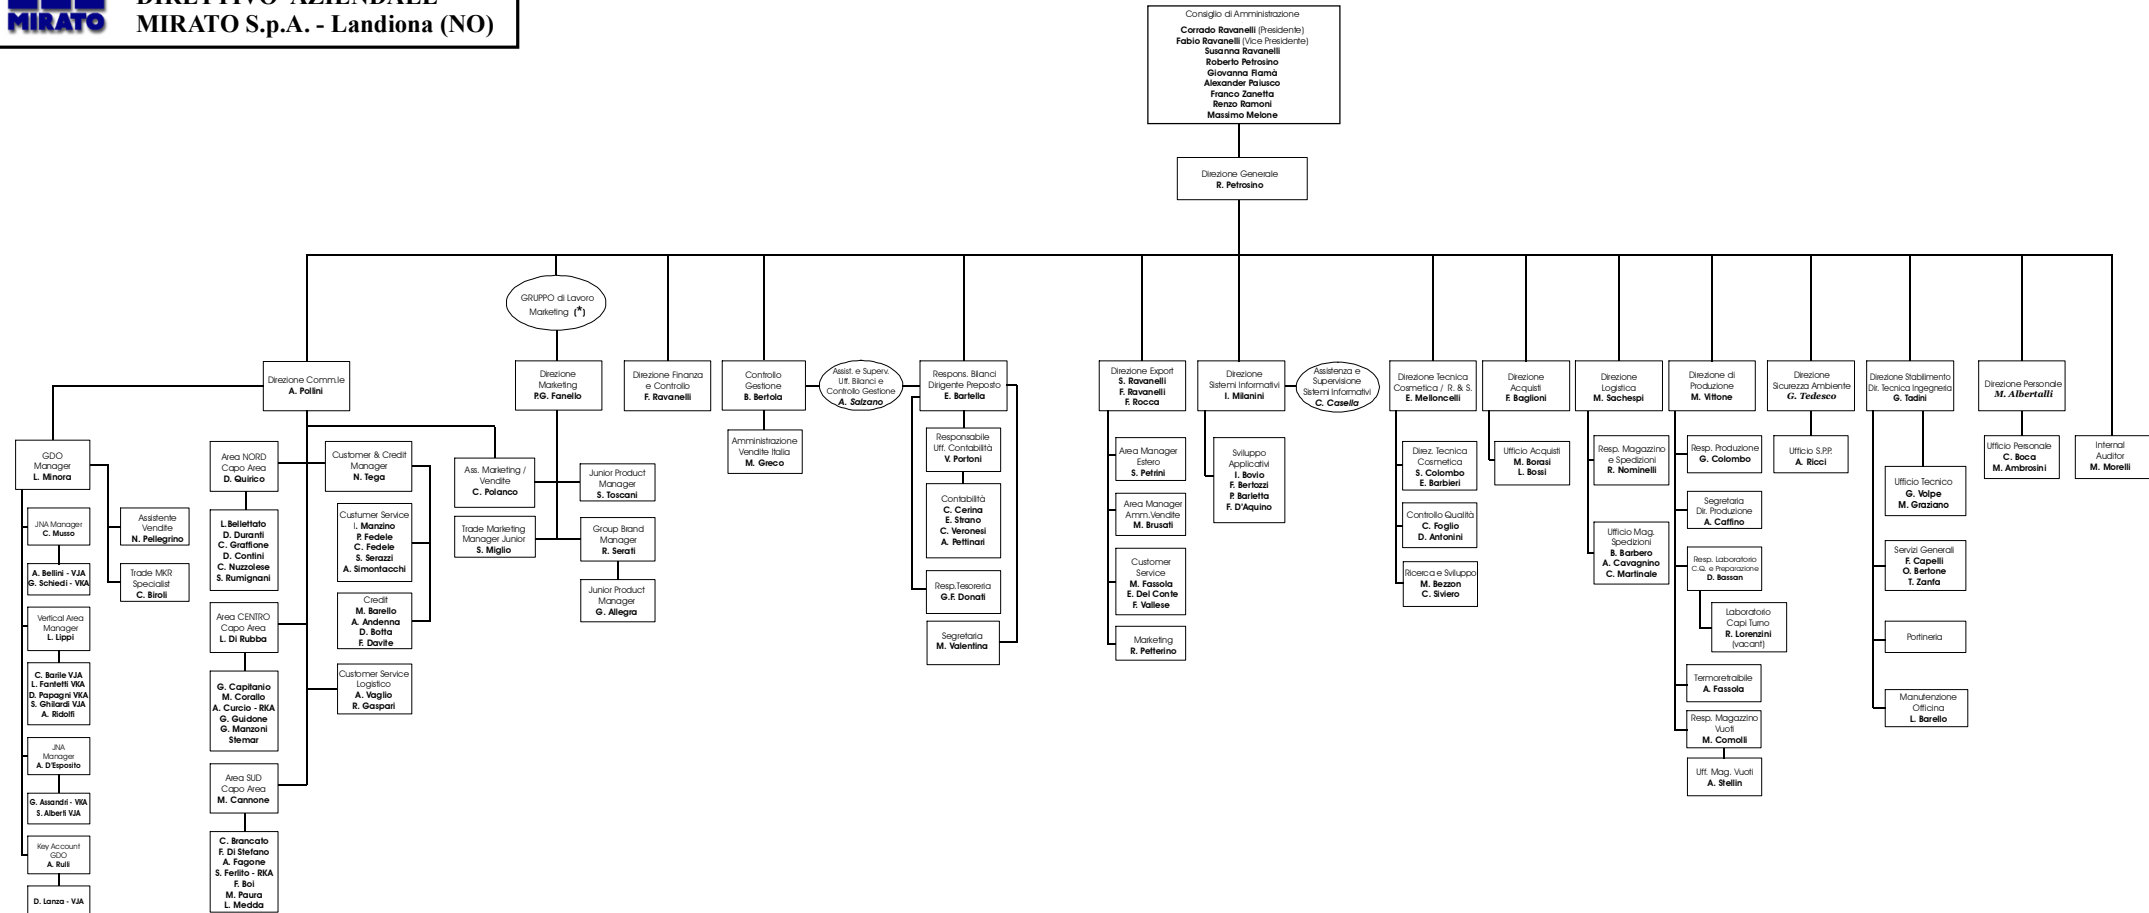 DIRETTIVO AZIENDALE
MIRATO
MIRATO S.p.A. - Landiona (NO)
Consiglio di Amministrazione
Corrado Ravanelli (Presidente)
Fabio Ravanelli (Vice Presidente)
Susanna Ravanelli
Roberto Petrosino
Giovanna Fiamà
Alexander Paiusco
Franco Zanetta
Renzo Ramoni
Massimo Melone
Direzione Generale
R. Petrosino
GRUPPO di Lavoro
Marketing (*)
Direzione Comm.ie
A. Pollini
Direzione
Marketing
P.G. Fanello
Direzione Finanza
e Controllo
F. Ravanelli
Controllo
Gestione
B. Bertola
Assist. e Superv.
Uff. Bilanci e
Controllo Gestione
A. Salzano
Respons. Bilanci
Dirigente Preposto
E. Bartella
Direzione Export
S. Ravanelli
F. Ravanelli
F. Rocca
Direzione
Sistemi Informativi
I. Milanini
Assistenza e
Supervisione
Sistemi Informativi
C. Casella
Direzione Tecnica
Cosmetica / R. & S.
E. Melloncelli
Direzione
Acquisti
F. Baglioni
Direzione
Logistica
M. Sachespi
Direzione di
Produzione
M. Vittone
Direzione
Sicurezza Ambiente
G. Tedesco
Direzione Stabilimento
Dir. Tecnica Ingegneria
G. Tadini
Direzione Personale
M. Albertalli
GDO
Manager
L. Minora
JNA Manager
C. Musso
A. Bellini - VJA
G. Schiedi - VKA
Vertical Area
Manager
L. Lippi
C. Barile VJA
L. Fantetti VKA
D. Papagni VKA
S. Ghilardi VJA
A. Ridolfi
JNA
Manager
A. D'Esposito
G. Assandri - VKA
S. Alberti VJA
Key Account
GDO
A. Rulli
D. Lanza - VJA
Assistente
Vendite
N. Pellegrino
Trade MKR
Specialist
C. Biroli
Area NORD
Capo Area
D. Quirico
L.Bellettato
D. Duranti
C. Graffione
D. Contini
C. Nuzzolese
S. Rumignani
Area CENTRO
Capo Area
L. Di Rubba
G. Capitanio
M. Corallo
A. Curcio - RKA
G. Guidone
G. Manzoni
Stemar
Area SUD
Capo Area
M. Cannone
C. Brancato
F. Di Stefano
A. Fagone
S. Ferlito - RKA
F. Boi
M. Paura
L. Medda
Customer & Credit
Manager
N. Tega
Custumer Service
I. Manzino
P. Fedele
C. Fedele
S. Serazzi
A. Simontacchi
Credit
M. Barello
A. Andenna
D. Botta
F. Davite
Customer Service
Logistico
A. Vaglio
R. Gaspari
Ass. Marketing /
Vendite
C. Polanco
Trade Marketing
Manager Junior
S. Miglio
Junior Product
Manager
S. Toscani
Group Brand
Manager
R. Serati
Junior Product
Manager
G. Allegra
Amministrazione
Vendite Italia
M. Greco
Responsabile
Uff. Contabilità
V. Portoni
Contabilità
C. Cerina
E. Strano
C. Veronesi
A. Pettinari
Resp.Tesoreria
G.F. Donati
Segretaria
M. Valentina
Area Manager
Estero
S. Petrini
Area Manager
Amm.Vendite
M. Brusati
Customer
Service
M. Fassola
E. Del Conte
F. Vallese
Marketing
R. Petterino
Sviluppo
Applicativi
I. Bovio
F. Bertozzi
P. Barletta
F. D'Aquino
Direz. Tecnica
Cosmetica
S. Colombo
E. Barbieri
Controllo Qualità
C. Foglio
D. Antonini
Ricerca e Sviluppo
M. Bezzon
C. Siviero
Ufficio Acquisti
M. Borasi
L. Bossi
Resp. Magazzino
e Spedizioni
R. Nominelli
Ufficio Mag.
Spedizioni
B. Barbero
A. Cavagnino
C. Martinale
Resp. Produzione
G. Colombo
Segretaria
Dir. Produzione
A. Caffino
Resp. Laboratorio
C.Q. e Preparazione
D. Bassan
Laboratorio
Capi Turno
R. Lorenzini
(vacant)
Termoretraibile
A. Fassola
Resp. Magazzino
Vuoti
M. Comolli
Uff. Mag. Vuoti
A. Stellin
Ufficio S.P.P.
A. Ricci
Ufficio Tecnico
G. Volpe
M. Graziano
Servizi Generali
F. Capelli
O. Bertone
T. Zanfa
Portineria
Manutenzione
Officina
L. Barello
Ufficio Personale
C. Boca
M. Ambrosini
Internal
Auditor
M. Morelli